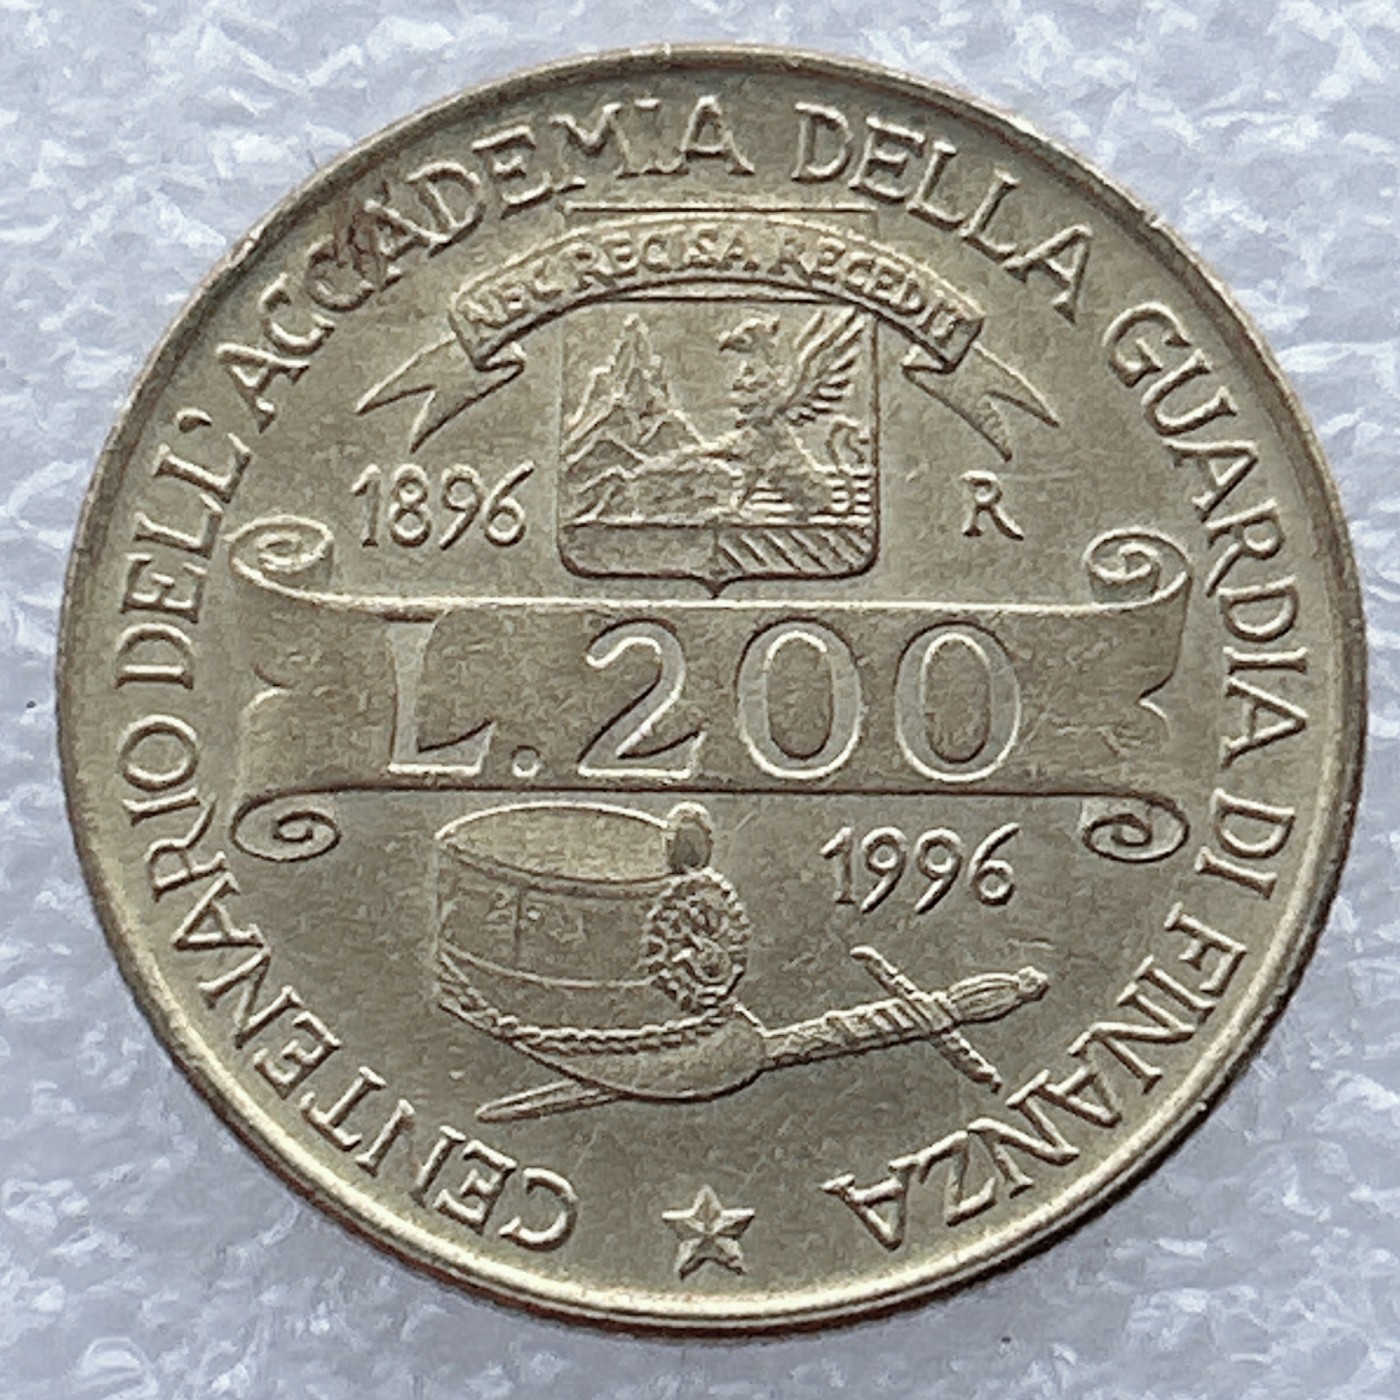 CENTENARIO DELL'ACCADEMIA DELLA GUARDIA DI FINANZA
NEC RECISA RECEDIT
1896 R
L.200
1996